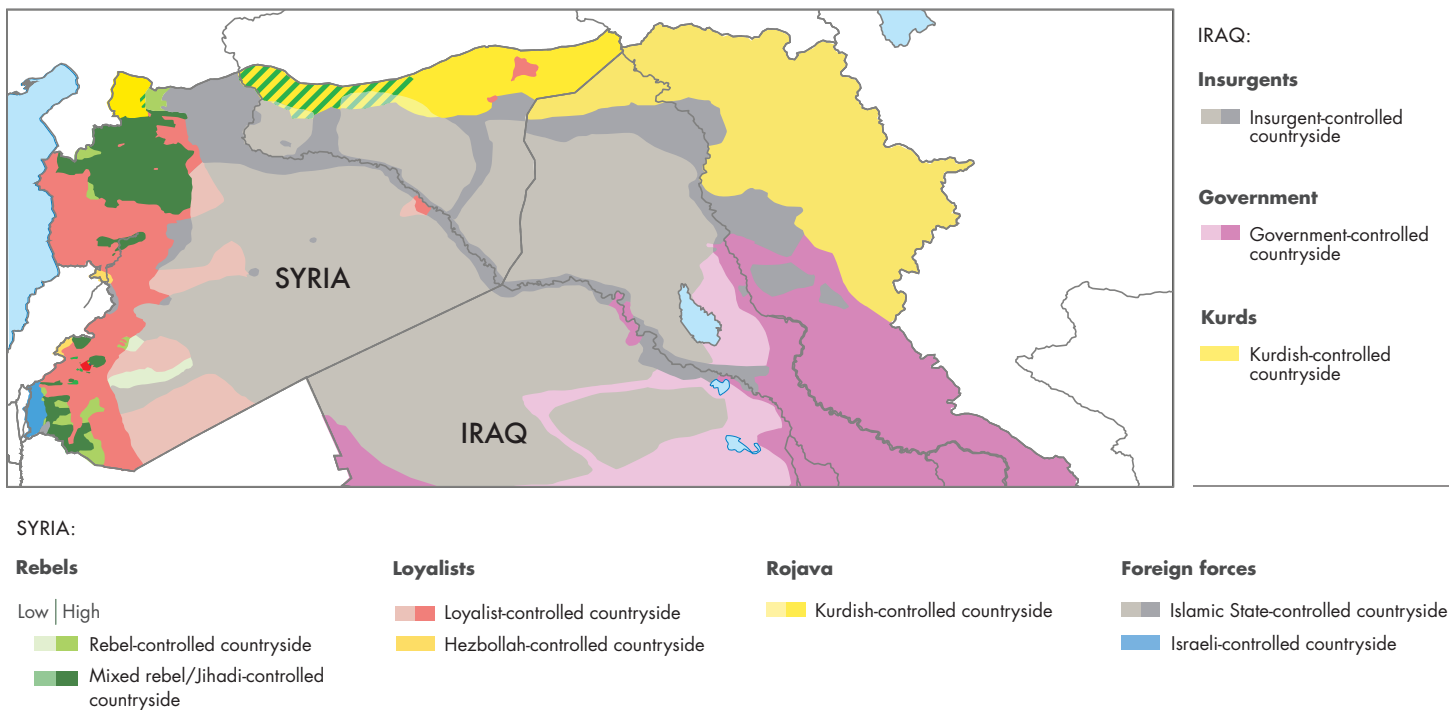 SYRIA
IRAQ
IRAQ:
Insurgents
Insurgent-controlled
countryside
Government
Government-controlled
countryside
Kurds
Kurdish-controlled
countryside
SYRIA:
Rebels
Low | High
Rebel-controlled countryside
Mixed rebel/Jihadi-controlled
countryside
Loyalists
Loyalist-controlled countryside
Hezbollah-controlled countryside
Rojava
Kurdish-controlled countryside
Foreign forces
Islamic State-controlled countryside
Israeli-controlled countryside